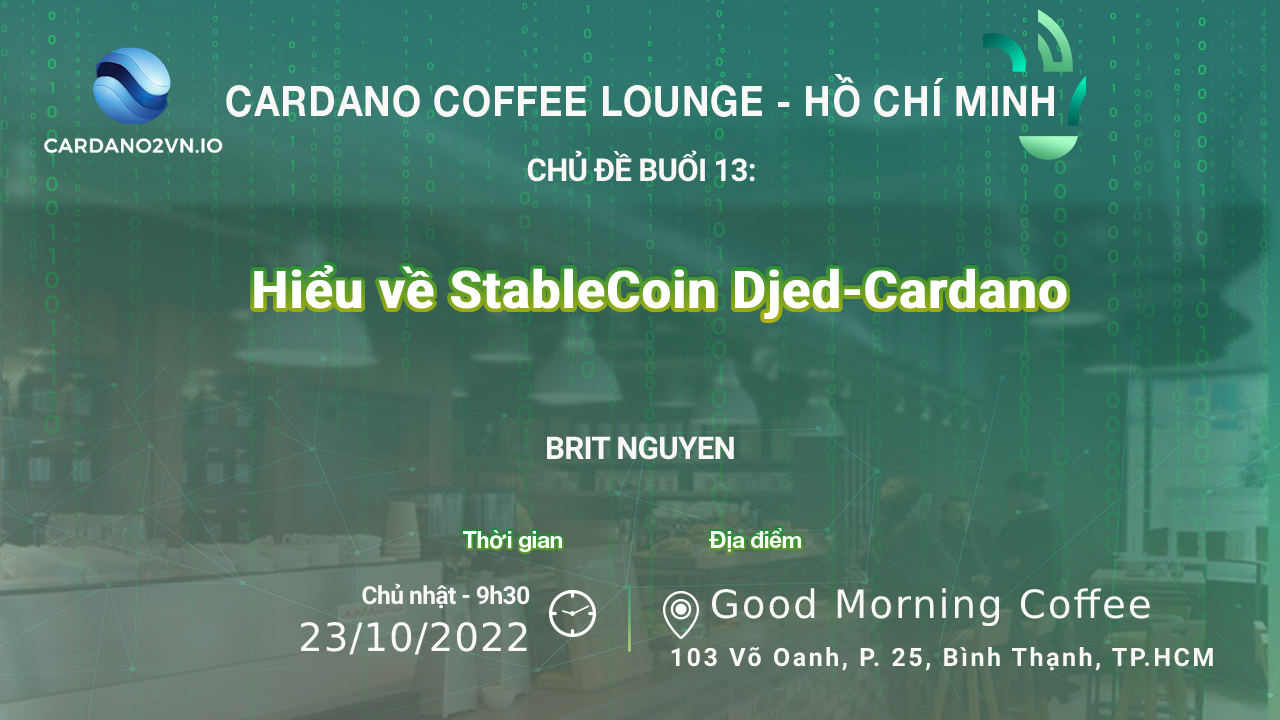 CARDANO2VN.IO
CARDANO COFFEE LOUNGE - HỒ CHÍ MINH
CHỦ ĐỀ BUỔI 13:
Hiểu về StableCoin Djed-Cardano
BRIT NGUYEN
Thời gian
Chủ nhật - 9h30
23/10/2022
Địa điểm
Good Morning Coffee
103 Võ Oanh, P. 25, Bình Thạnh, TP.HCM